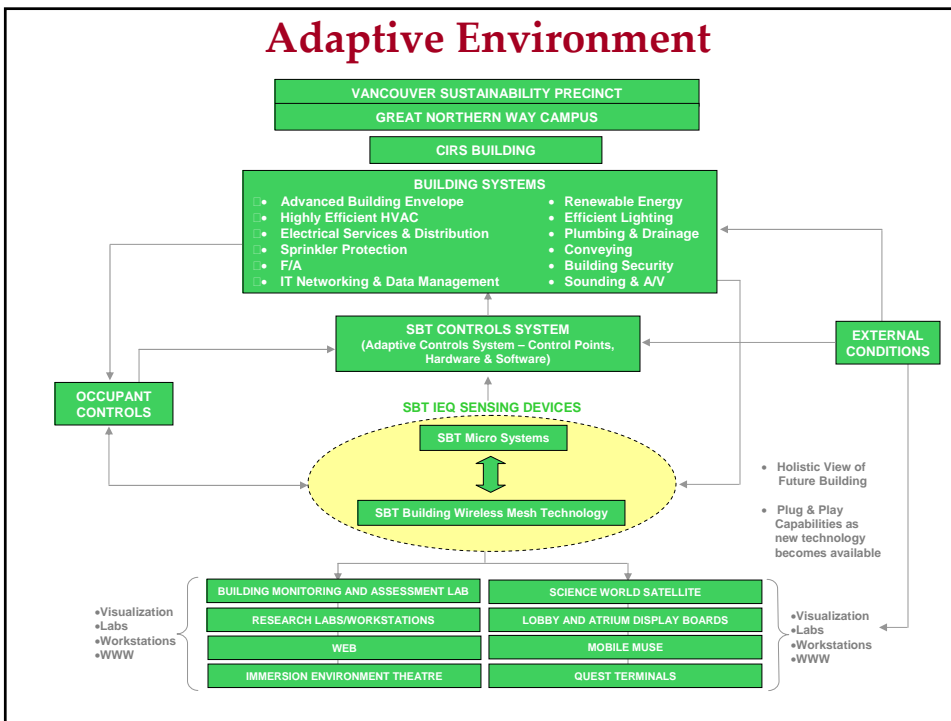 Adaptive Environment
VANCOUVER SUSTAINABILITY PRECINCT
GREAT NORTHERN WAY CAMPUS
CIRS BUILDING
BUILDING SYSTEMS
• Advanced Building Envelope
• Highly Efficient HVAC
• Electrical Services & Distribution
• Sprinkler Protection
• F/A
• IT Networking & Data Management
• Renewable Energy
• Efficient Lighting
• Plumbing & Drainage
• Conveying
• Building Security
• Sounding & A/V
SBT CONTROLS SYSTEM
(Adaptive Controls System – Control Points,
Hardware & Software)
EXTERNAL
CONDITIONS
OCCUPANT
CONTROLS
SBT IEQ SENSING DEVICES
SBT Micro Systems
SBT Building Wireless Mesh Technology
• Holistic View of
Future Building
• Plug & Play
Capabilities as
new technology
becomes available
•Visualization
•Labs
•Workstations
•WWW
BUILDING MONITORING AND ASSESSMENT LAB
RESEARCH LABS/WORKSTATIONS
WEB
IMMERSION ENVIRONMENT THEATRE
SCIENCE WORLD SATELLITE
LOBBY AND ATRIUM DISPLAY BOARDS
MOBILE MUSE
QUEST TERMINALS
•Visualization
•Labs
•Workstations
•WWW